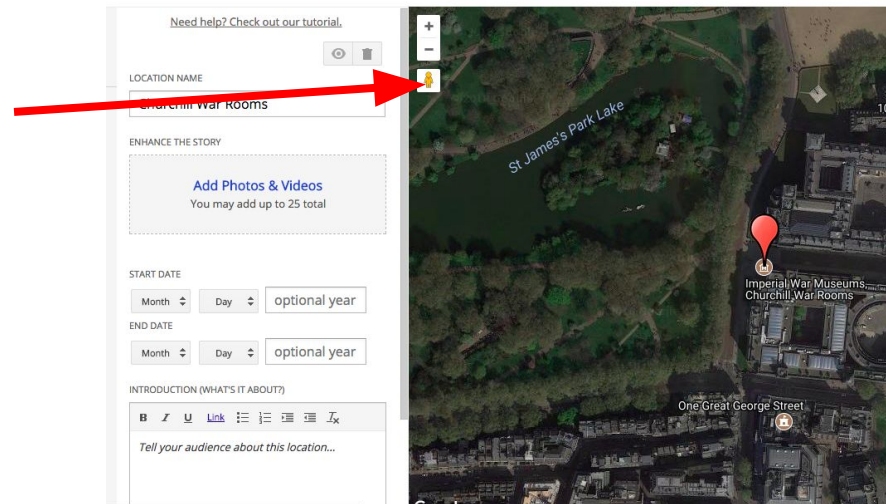 Need help? Check out our tutorial.
LOCATION NAME
Churchill War Rooms
ENHANCE THE STORY
Add Photos & Videos
You may add up to 25 total
START DATE
Month Day optional year
END DATE
Month Day optional year
INTRODUCTION (WHAT'S IT ABOUT?)
B I U Link
Tell your audience about this location...
+
−
St James's Park Lake
10
Imperial War Museums,
Churchill War Rooms
One Great George Street